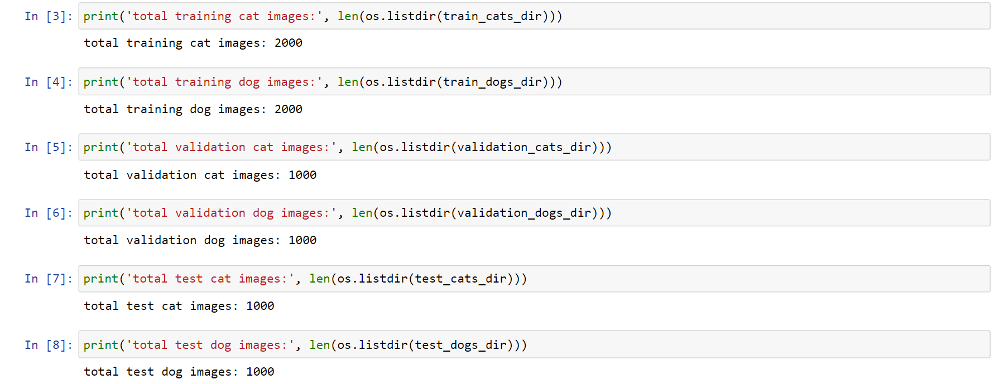 In [3]: print('total training cat images:', len(os.listdir(train_cats_dir)))
total training cat images: 2000
In [4]: print('total training dog images:', len(os.listdir(train_dogs_dir)))
total training dog images: 2000
In [5]: print('total validation cat images:', len(os.listdir(validation_cats_dir)))
total validation cat images: 1000
In [6]: print('total validation dog images:', len(os.listdir(validation_dogs_dir)))
total validation dog images: 1000
In [7]: print('total test cat images:', len(os.listdir(test_cats_dir)))
total test cat images: 1000
In [8]: print('total test dog images:', len(os.listdir(test_dogs_dir)))
total test dog images: 1000